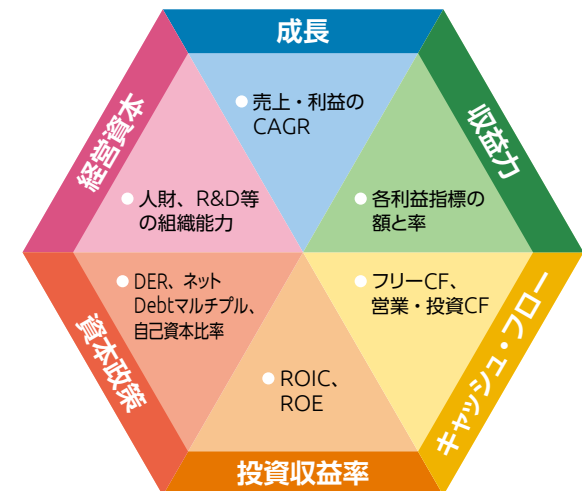 成長
● 売上・利益の
CAGR
収益力
● 各利益指標の
額と率
キャッシュ・フロー
● フリーCF、
営業・投資CF
投資収益率
● ROIC、
ROE
資本政策
● DER、ネット
Debtマルチプル、
自己資本比率
経営資本
● 人財、R&D等
の組織能力